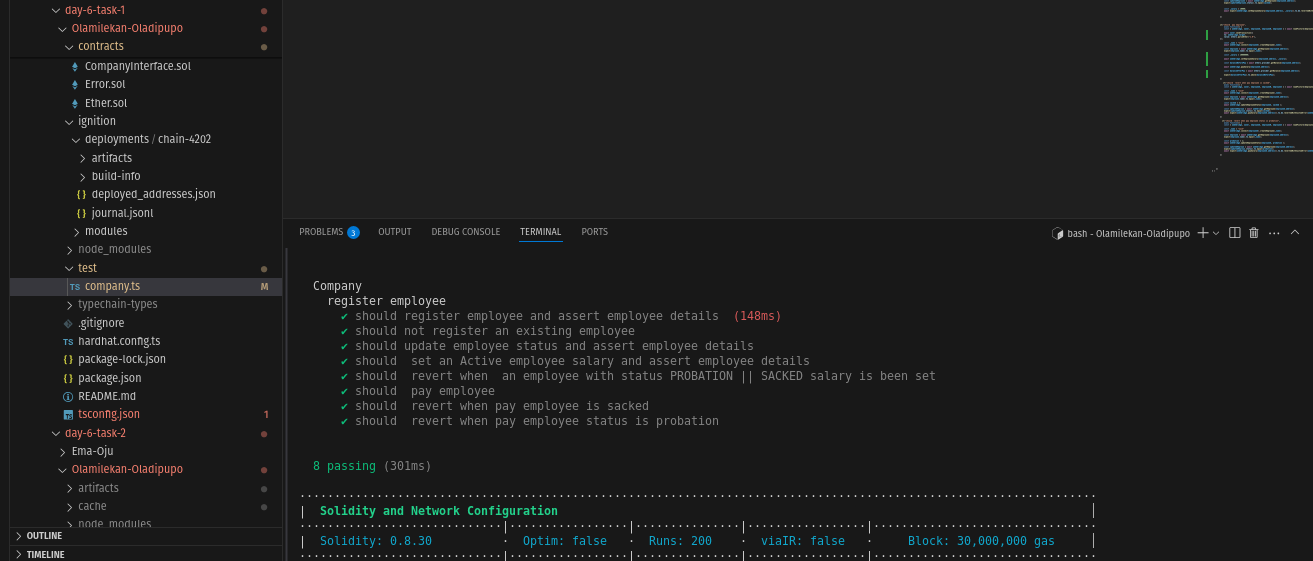 day-6-task-1
Olamilekan-Oladipupo
contracts
CompanyInterface.sol
Error.sol
Ether.sol
ignition
deployments / chain-4202
artifacts
build-info
{ } deployed_addresses.json
{ } journal.jsonl
modules
node_modules
test
TS company.ts M
typechain-types
.gitignore
TS hardhat.config.ts
{ } package-lock.json
{ } package.json
README.md
TS tsconfig.json 1
day-6-task-2
Ema-Oju
Olamilekan-Oladipupo
artifacts
cache
node_modules
OUTLINE
TIMELINE
PROBLEMS 3 OUTPUT DEBUG CONSOLE TERMINAL PORTS
bash - Olamilekan-Oladipupo
Company
register employee
✔ should register employee and assert employee details (148ms)
✔ should not register an existing employee
✔ should update employee status and assert employee details
✔ should  set an Active employee salary and assert employee details
✔ should  revert when  an employee with status PROBATION || SACKED salary is been set
✔ should  pay employee
✔ should  revert when pay employee is sacked
✔ should  revert when pay employee status is probation
8 passing (301ms)
| Solidity and Network Configuration |
| Solidity: 0.8.30 · Optim: false · Runs: 200 · viaIR: false · Block: 30,000,000 gas |